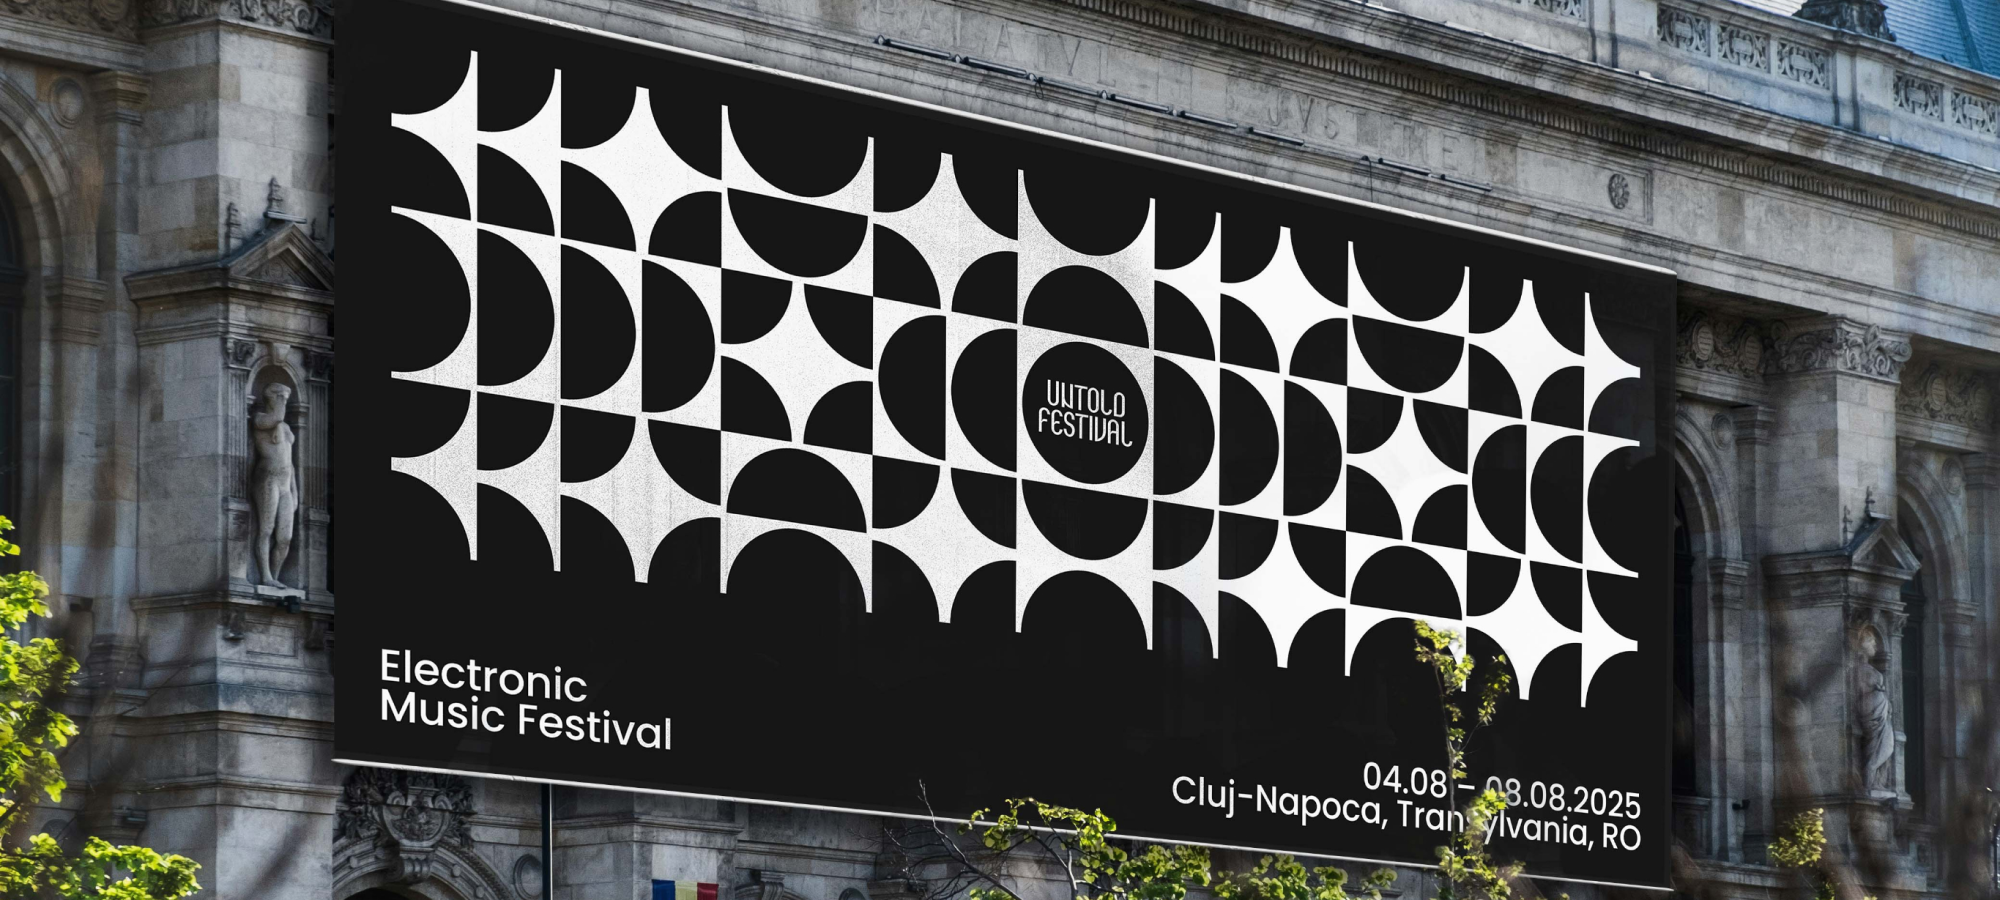 UNTOLD
FESTIVAL
Electronic
Music Festival
04.08 – 08.08.2025
Cluj-Napoca, Transylvania, RO